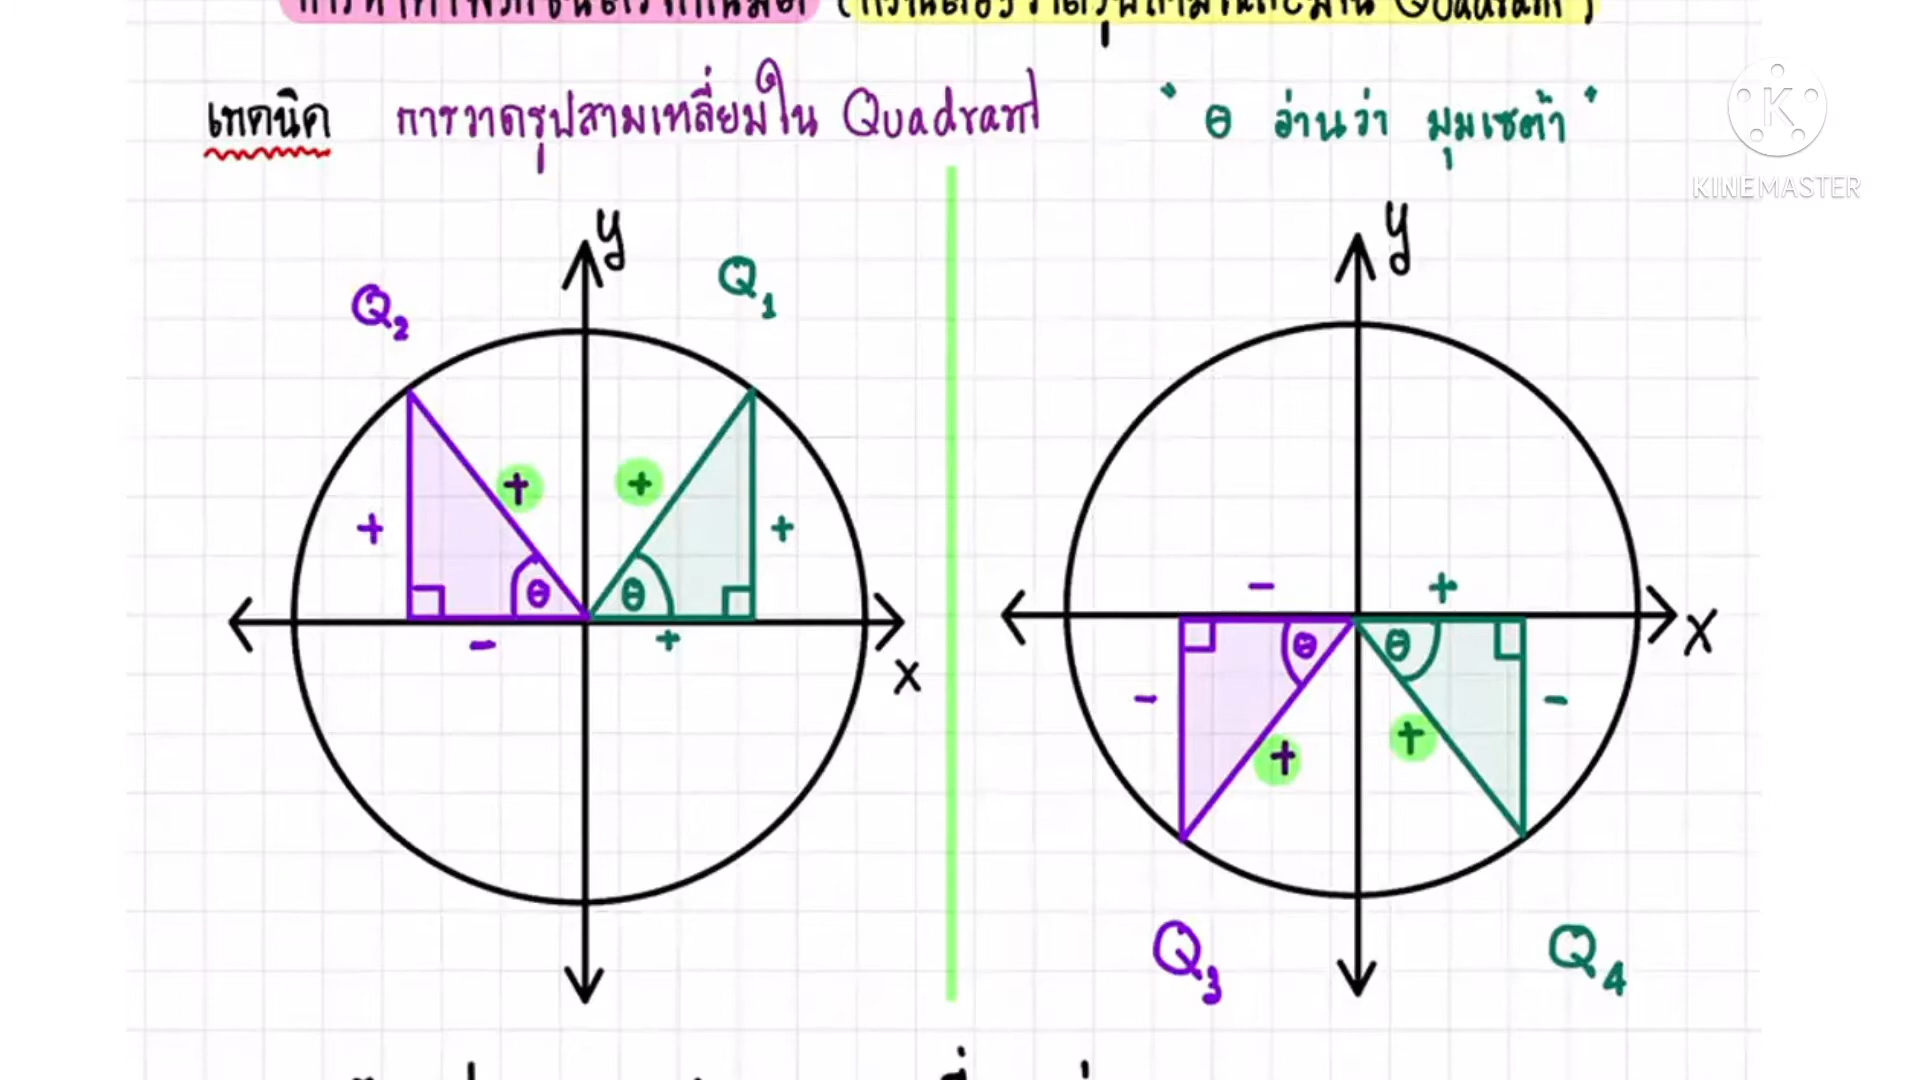 Quadrant )
เทคนิค การวาดรูปสามเหลี่ยมใน Quadrant " θ อ่านว่า มุมเซต้า "
KINEMASTER
y
y
Q1
Q2
+ +
+ +
θ θ
- +
x
- +
x
θ θ
- -
+ +
Q3
Q4